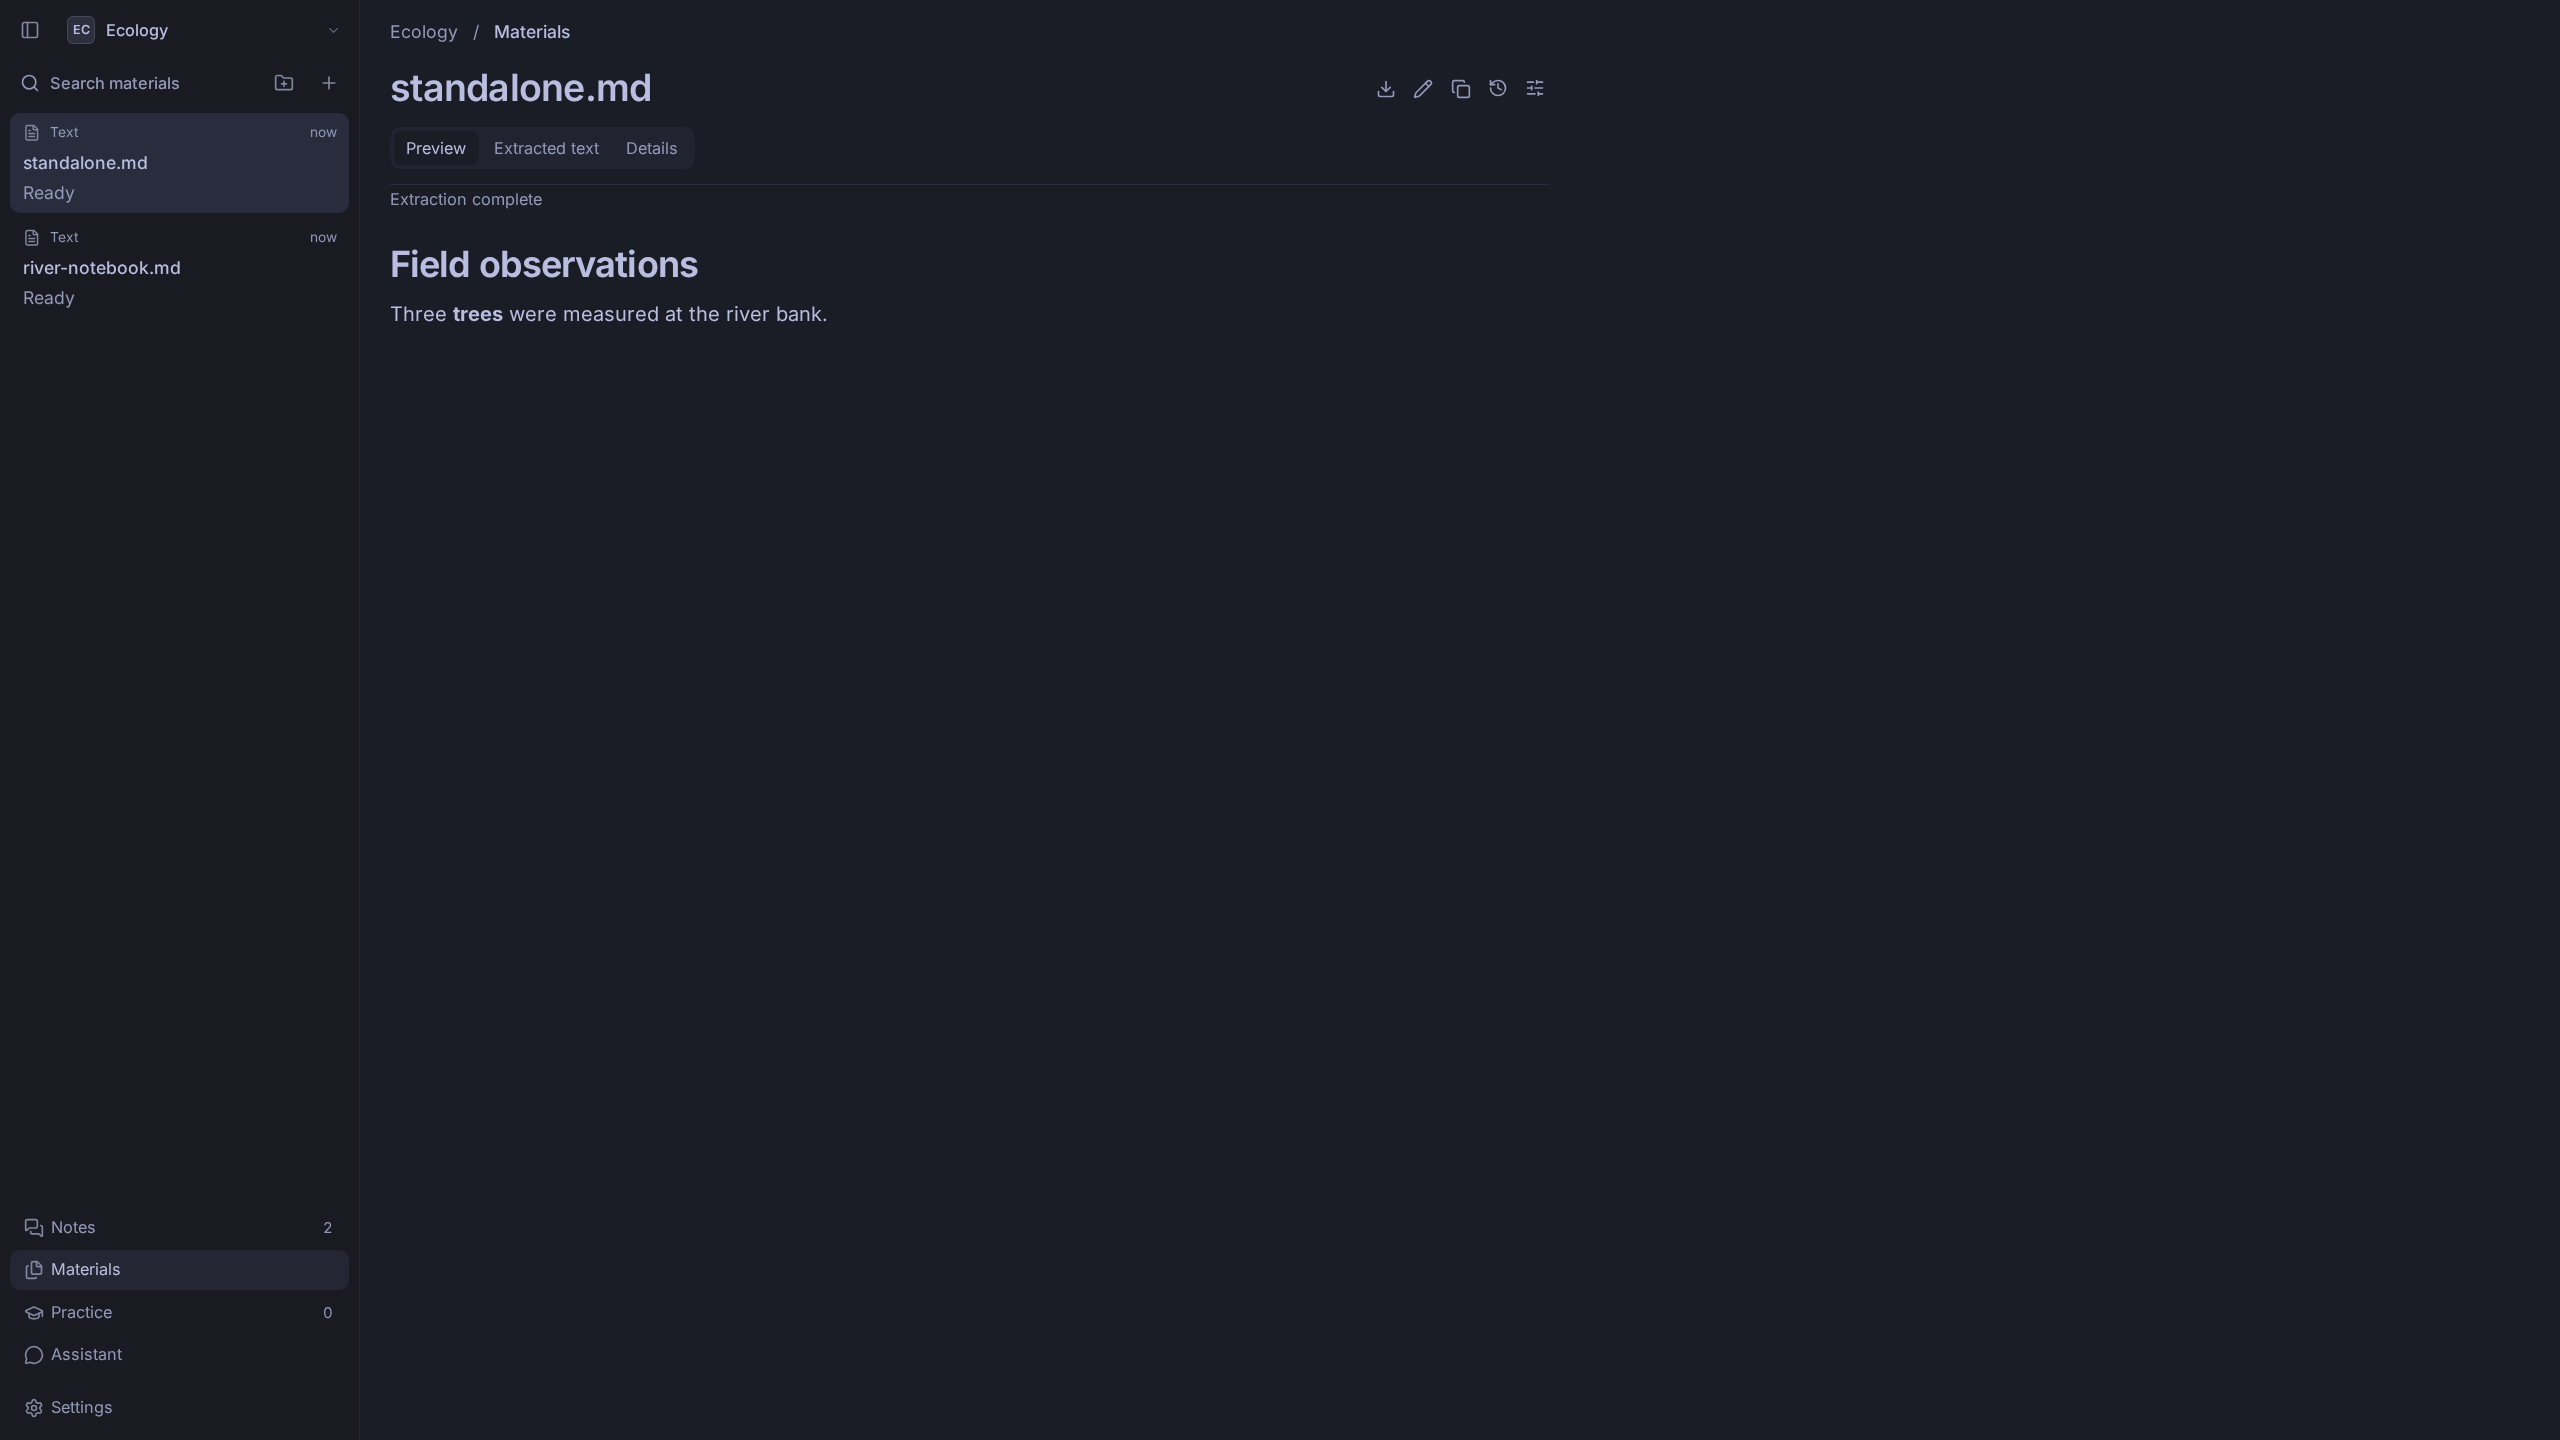 EC Ecology
Search materials
Text now
standalone.md
Ready
Text now
river-notebook.md
Ready
Notes 2
Materials
Practice 0
Assistant
Settings
Ecology / Materials
standalone.md
Preview Extracted text Details
Extraction complete
Field observations
Three trees were measured at the river bank.